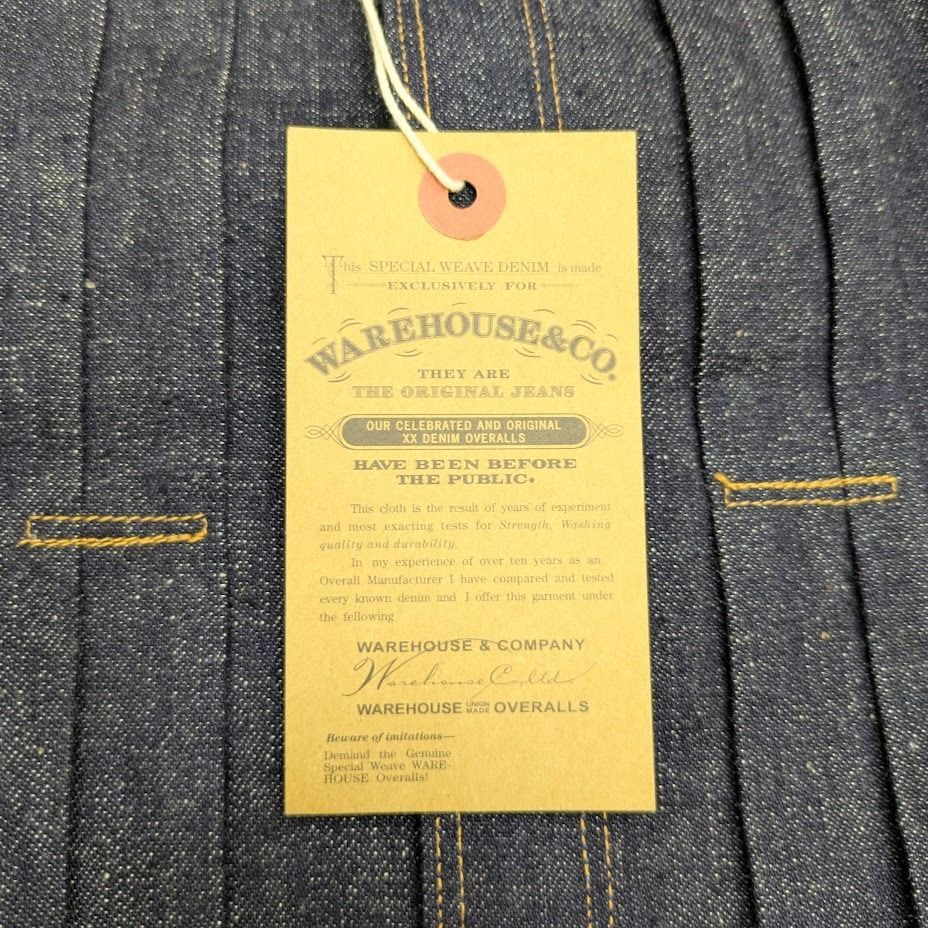 This SPECIAL WEAVE DENIM is made
EXCLUSIVELY FOR
WAREHOUSE&CO.
THEY ARE
THE ORIGINAL JEANS
OUR CELEBRATED AND ORIGINAL
XX DENIM OVERALLS
HAVE BEEN BEFORE
THE PUBLIC.
This cloth is the result of years of experiment
and most exacting tests for Strength, Washing
quality and durability.
In my experience of over ten years as an
Overall Manufacturer I have compared and tested
every known denim and I offer this garment under
the fellowing
WAREHOUSE & COMPANY
Warehouse Co,ltd.
WAREHOUSE UNION MADE OVERALLS
Beware of imitations—
Demand the Genuine
Special Weave WARE-
HOUSE Overalls!